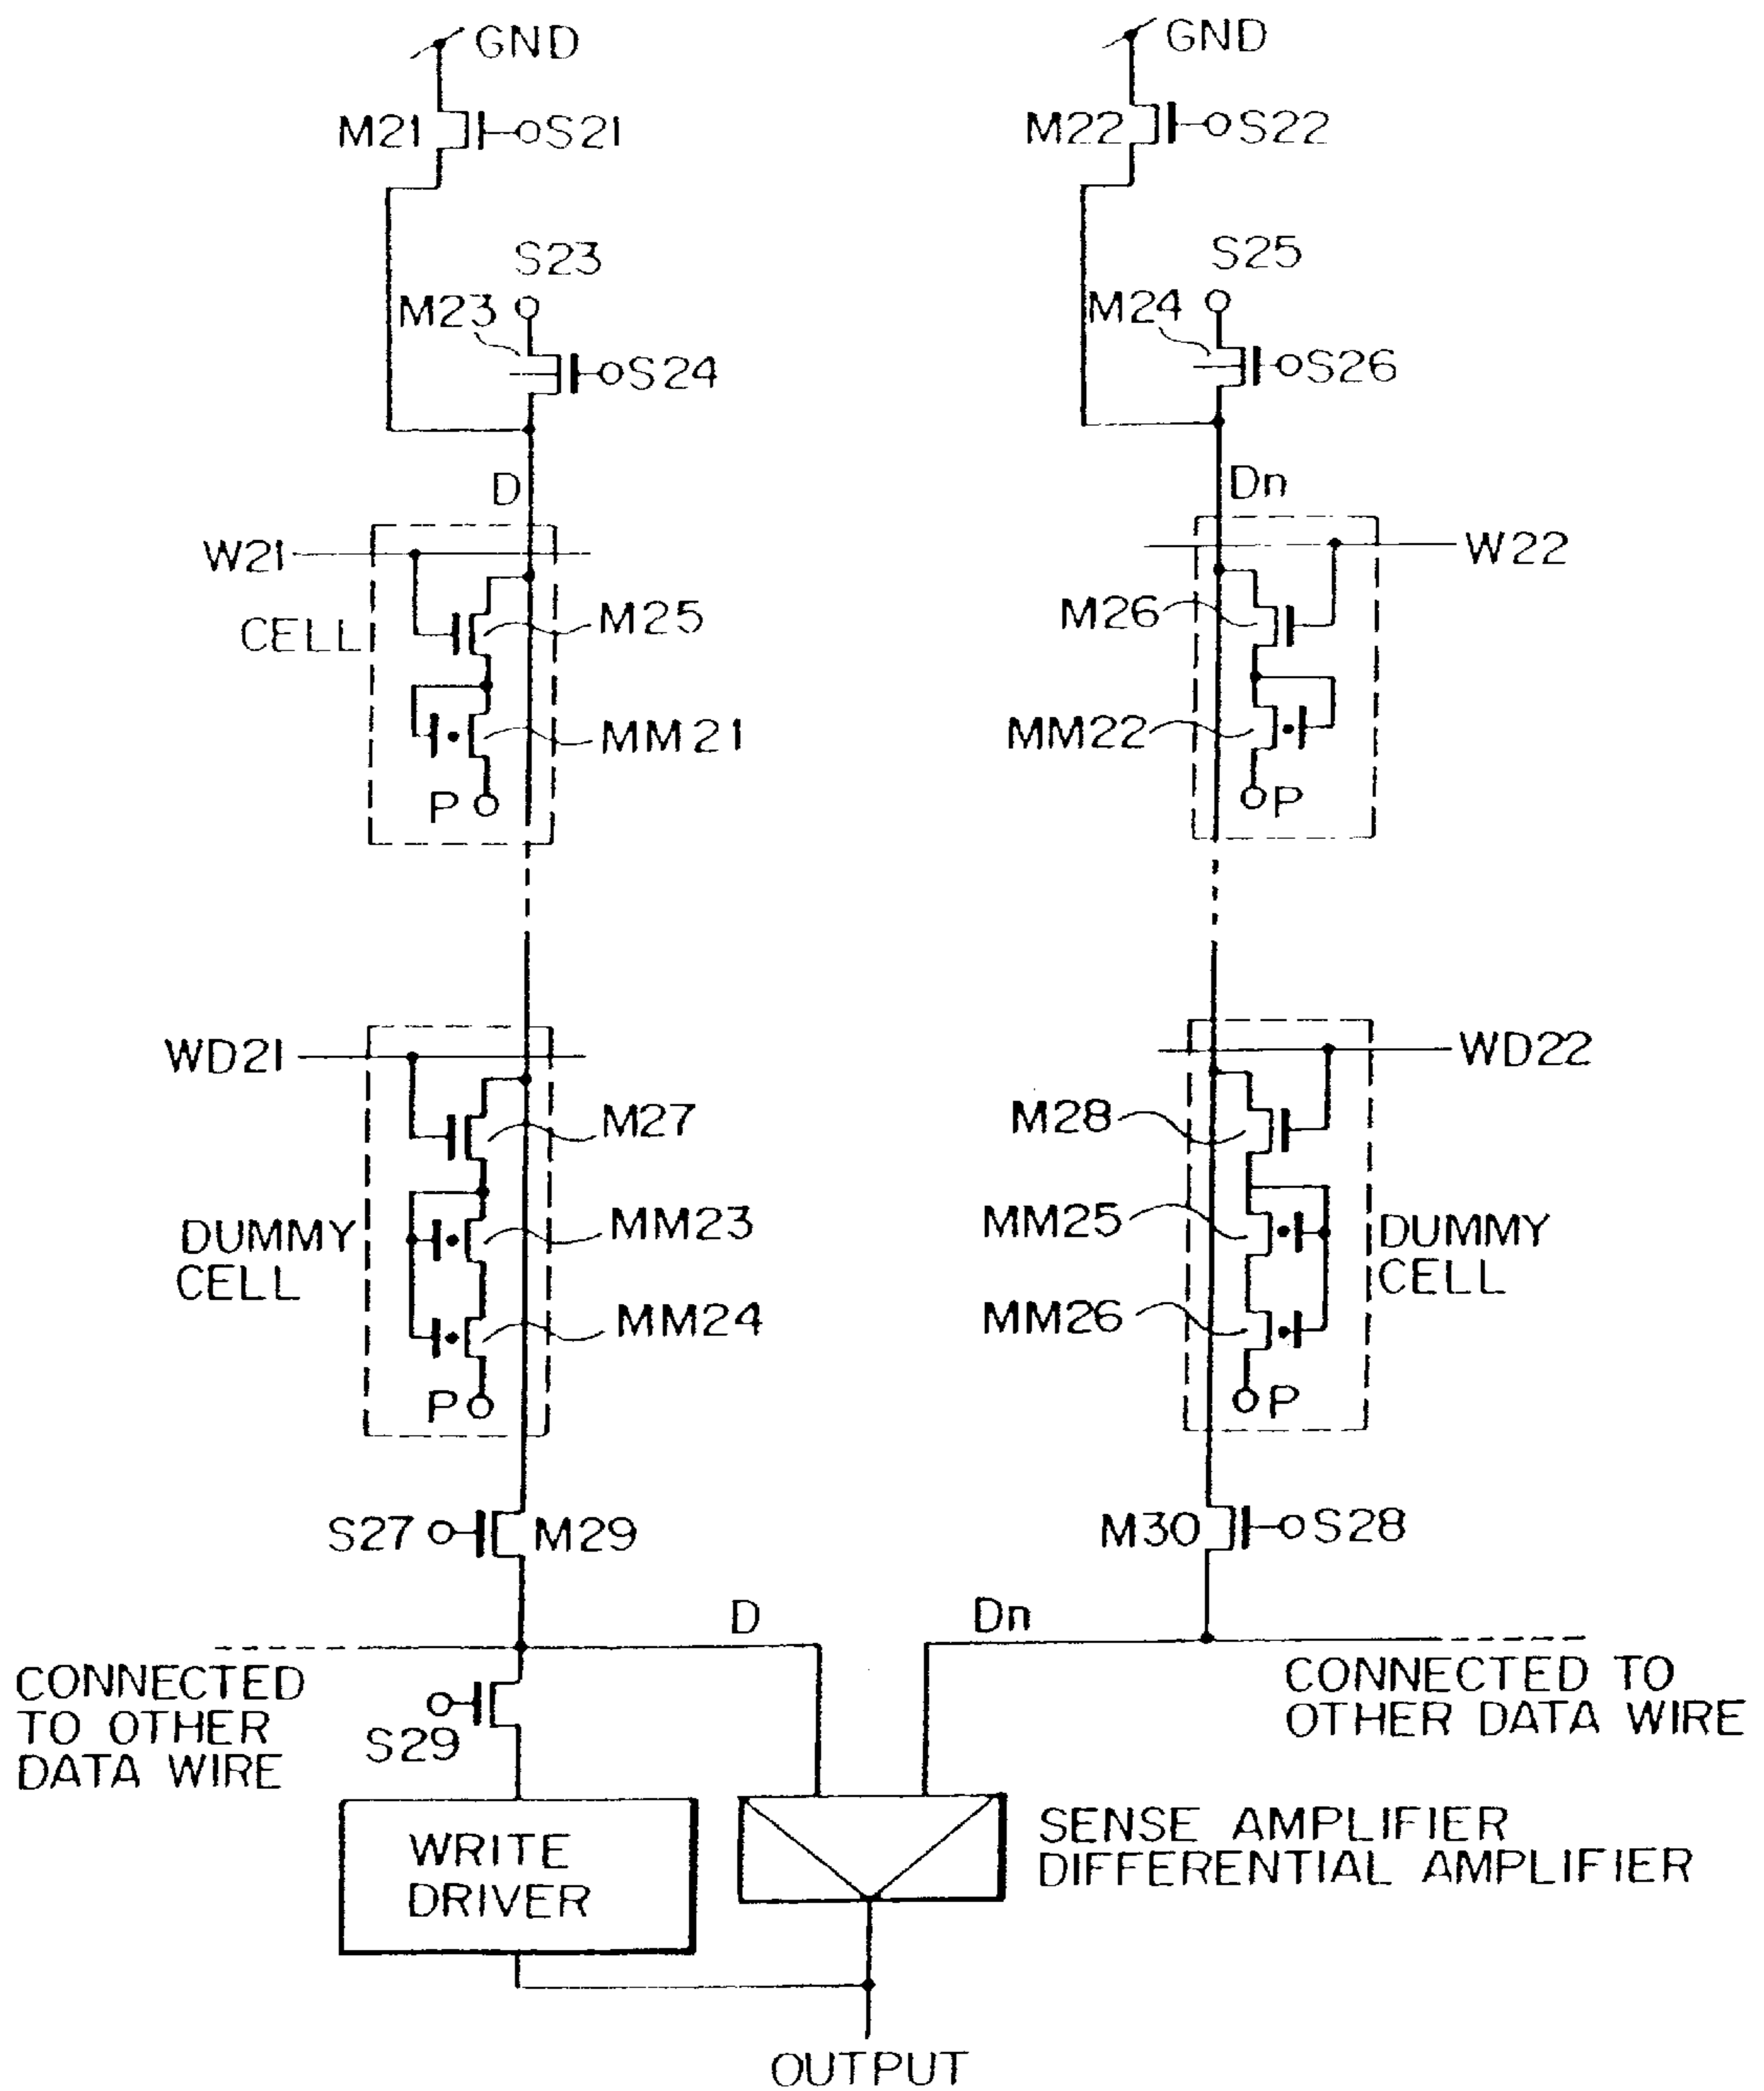 GND
GND
M21
S21
M22
S22
S23
S25
M23
M24
S24
S26
D
Dn
W21
W22
CELL
M25
M26
MM21
MM22
P
P
WD21
WD22
M27
M28
DUMMY
CELL
MM23
MM25
DUMMY
CELL
MM24
MM26
P
P
S27
M29
M30
S28
D
Dn
CONNECTED
TO OTHER
DATA WIRE
CONNECTED TO
OTHER DATA WIRE
S29
WRITE
DRIVER
SENSE AMPLIFIER
DIFFERENTIAL AMPLIFIER
OUTPUT